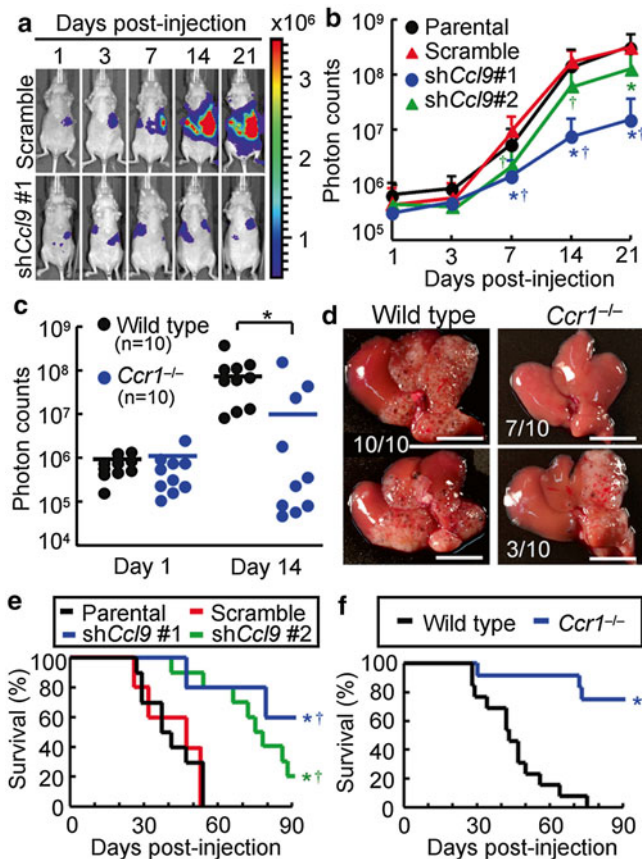 a
Days post-injection
1 3 7 14 21
x10⁶
Scramble
shCcl9 #1
3
2
1
b
Parental
Scramble
shCcl9#1
shCcl9#2
Photon counts
10⁹
10⁸
10⁷
10⁶
10⁵
†
*
† *† *† *†
1 3 7 14 21
Days post-injection
c
Wild type
(n=10)
Ccr1⁻/⁻
(n=10)
*
Photon counts
10⁹
10⁸
10⁷
10⁶
10⁵
10⁴
Day 1 Day 14
d
Wild type Ccr1⁻/⁻
10/10
7/10
3/10
e
Parental Scramble
shCcl9 #1 shCcl9 #2
Survival (%)
100
80
60
40
20
0
*†
*†
0 30 60 90
Days post-injection
f
Wild type Ccr1⁻/⁻
Survival (%)
100
80
60
40
20
0
*
0 30 60 90
Days post-injection